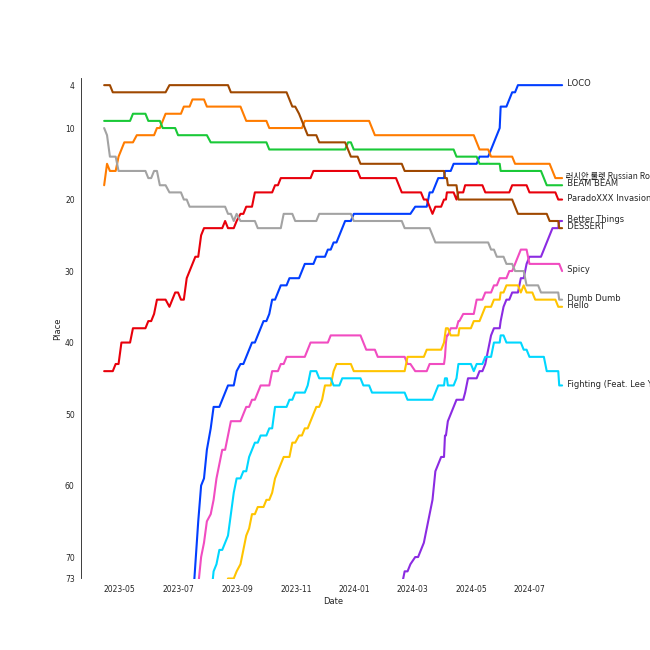 4
10
20
30
40
50
60
70
73
Place
2023-05
2023-07
2023-09
2023-11
2024-01
2024-03
2024-05
2024-07
Date
LOCO
러시안 룰렛 Russian Ro
BEAM BEAM
ParadoXXX Invasion
Better Things
DESSERT
Spicy
Dumb Dumb
Hello
Fighting (Feat. Lee Y